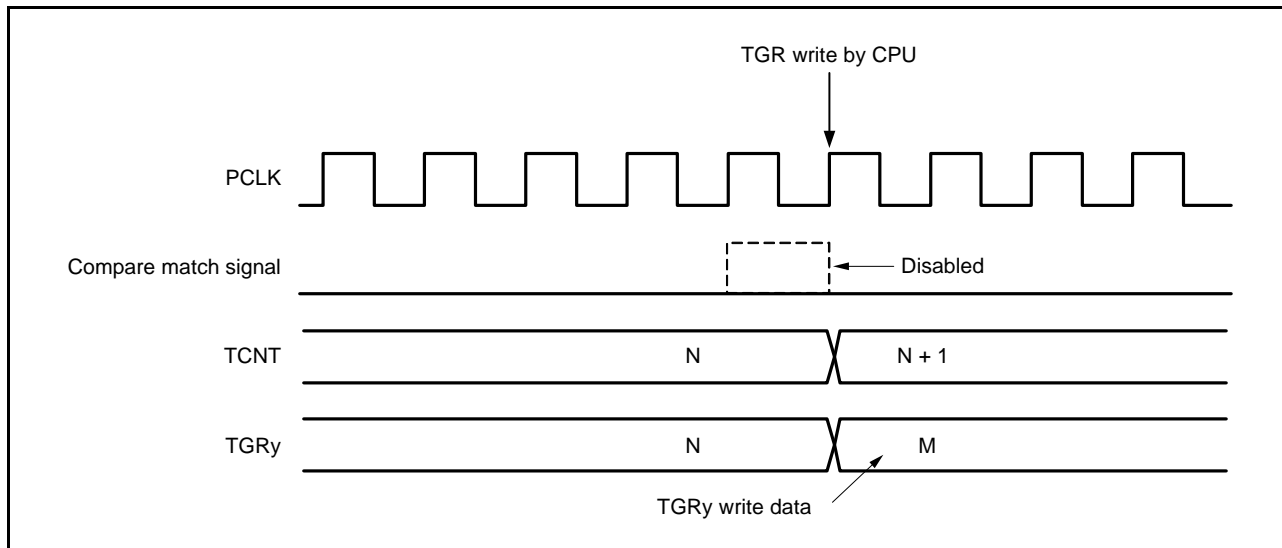 TGR write by CPU
PCLK
Compare match signal
Disabled
TCNT
N
N + 1
TGRy
N
M
TGRy write data